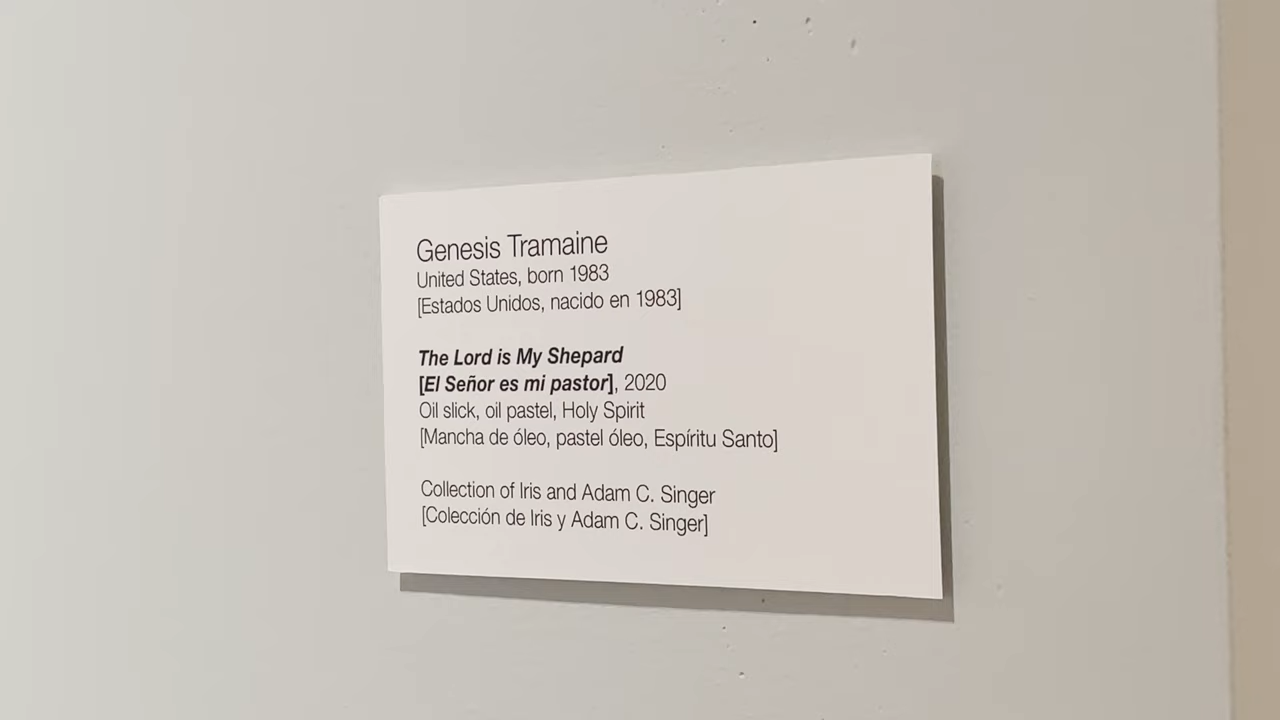 Genesis Tramaine
United States, born 1983
[Estados Unidos, nacido en 1983]
The Lord is My Shepard
[El Señor es mi pastor], 2020
Oil slick, oil pastel, Holy Spirit
[Mancha de óleo, pastel óleo, Espíritu Santo]
Collection of Iris and Adam C. Singer
[Colección de Iris y Adam C. Singer]